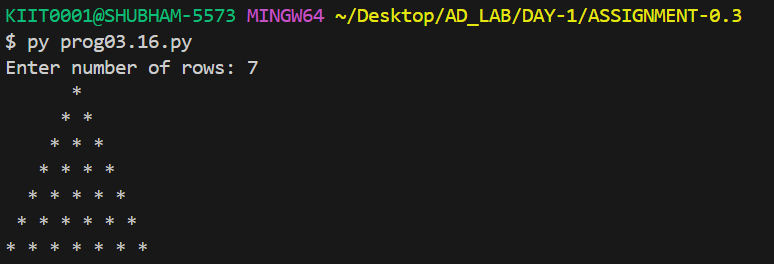 KIIT0001@SHUBHAM-5573 MINGW64 ~/Desktop/AD_LAB/DAY-1/ASSIGNMENT-0.3
$ py prog03.16.py
Enter number of rows: 7
      *
     * *
    * * *
   * * * *
  * * * * *
 * * * * * *
* * * * * * *